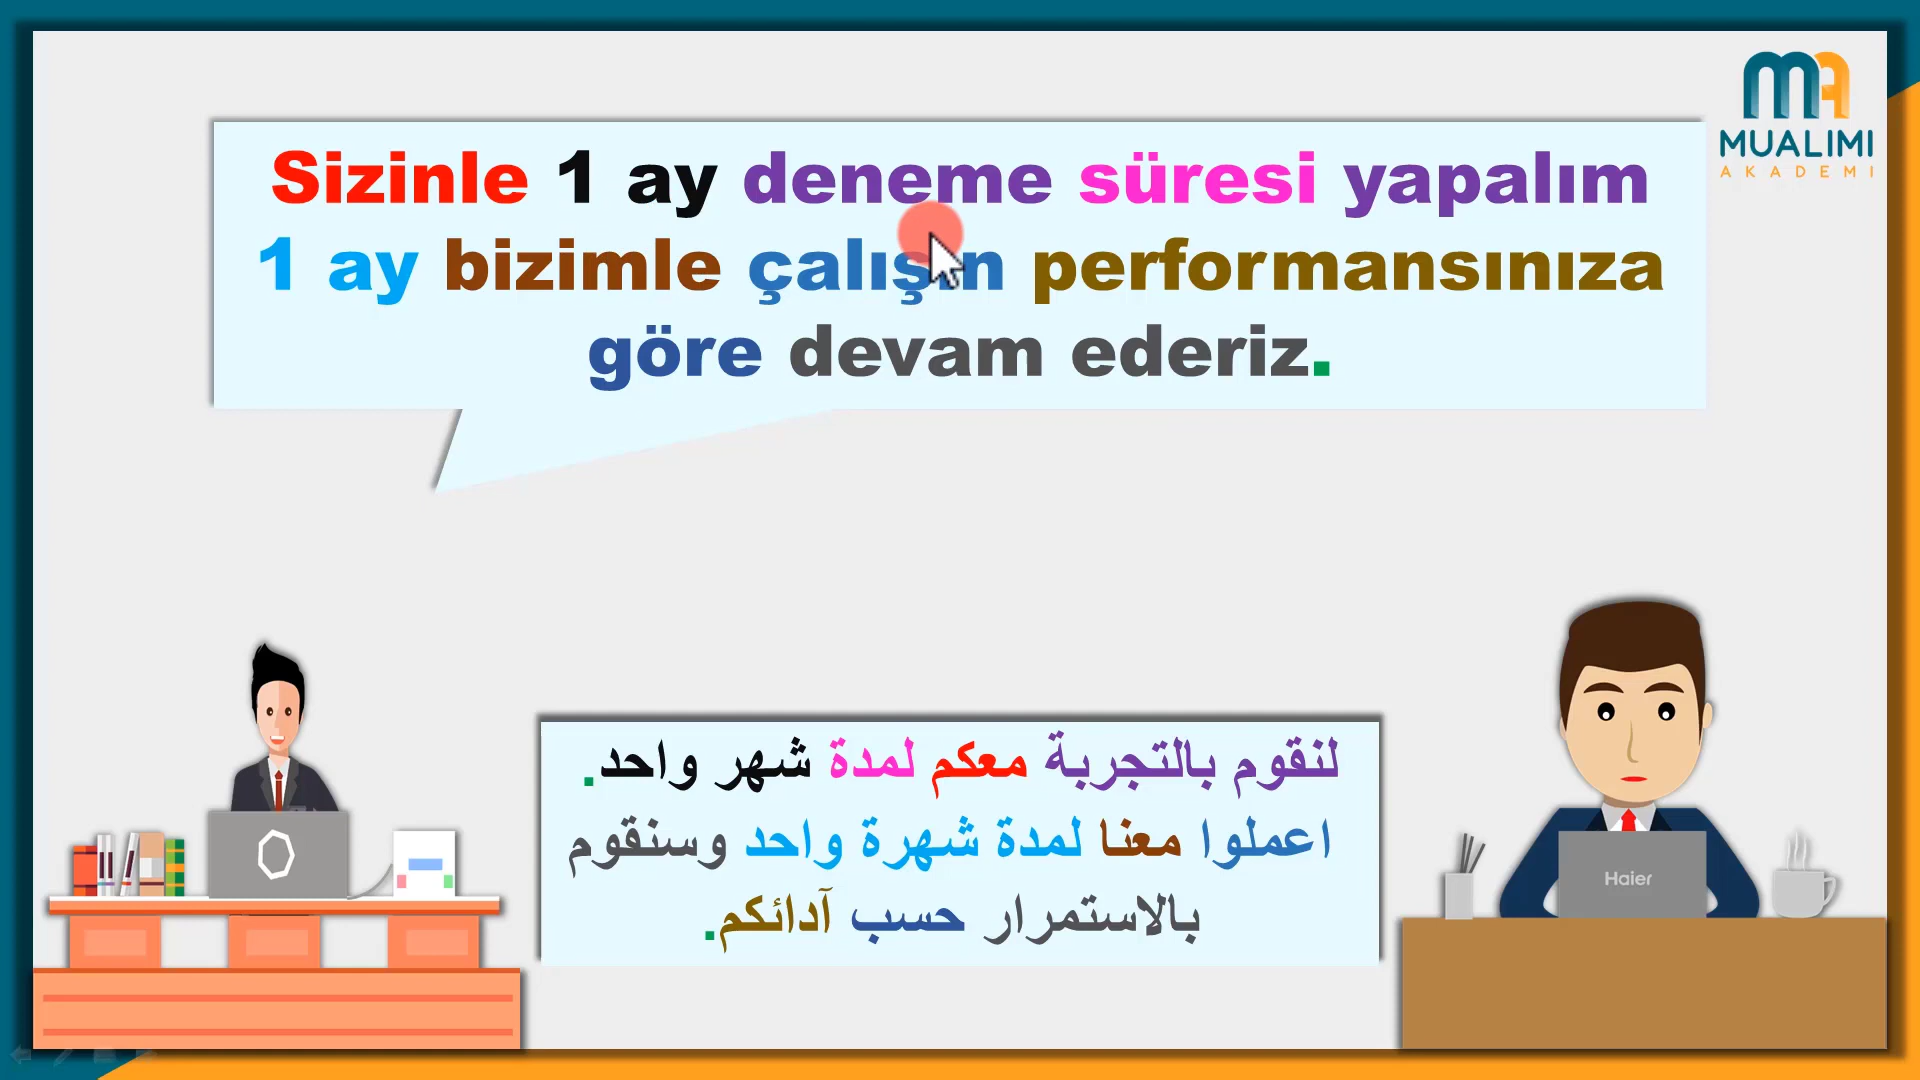 MUALIMI
AKADEMI
Sizinle 1 ay deneme süresi yapalım
1 ay bizimle çalışın performansınıza
göre devam ederiz.
لنقوم بالتجربة معكم لمدة شهر واحد.
اعملوا معنا لمدة شهرة واحد وسنقوم
بالاستمرار حسب آدائكم.
Haier